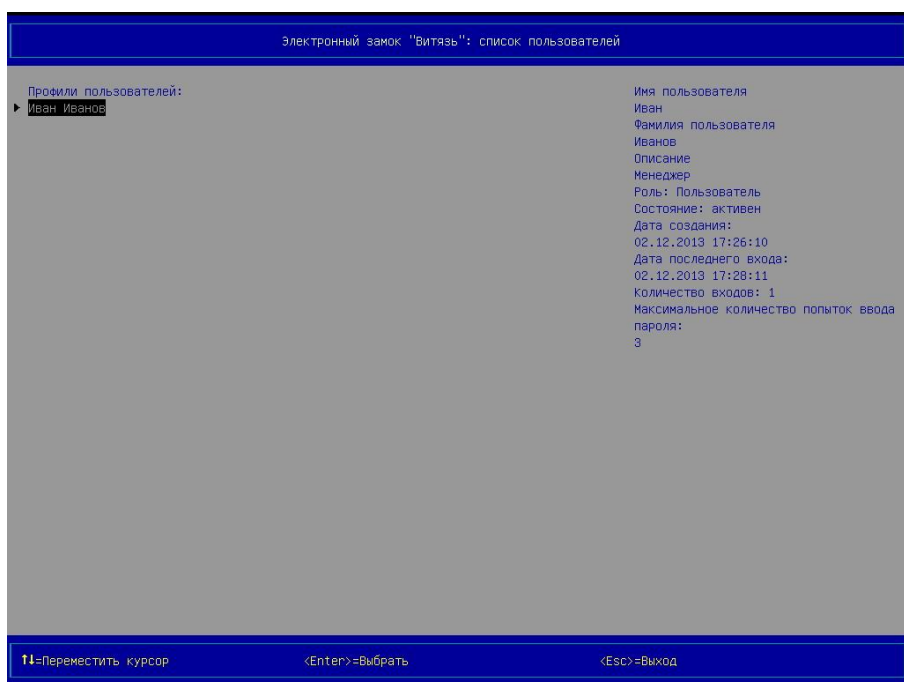 Электронный замок "Витязь": список пользователей
Профили пользователей:
Иван Иванов
Имя пользователя
Иван
Фамилия пользователя
Иванов
Описание
Менеджер
Роль: Пользователь
Состояние: активен
Дата создания:
02.12.2013 17:26:10
Дата последнего входа:
02.12.2013 17:28:11
Количество входов: 1
Максимальное количество попыток ввода
пароля:
3
↑↓=Переместить курсор <Enter>=Выбрать <Esc>=Выход